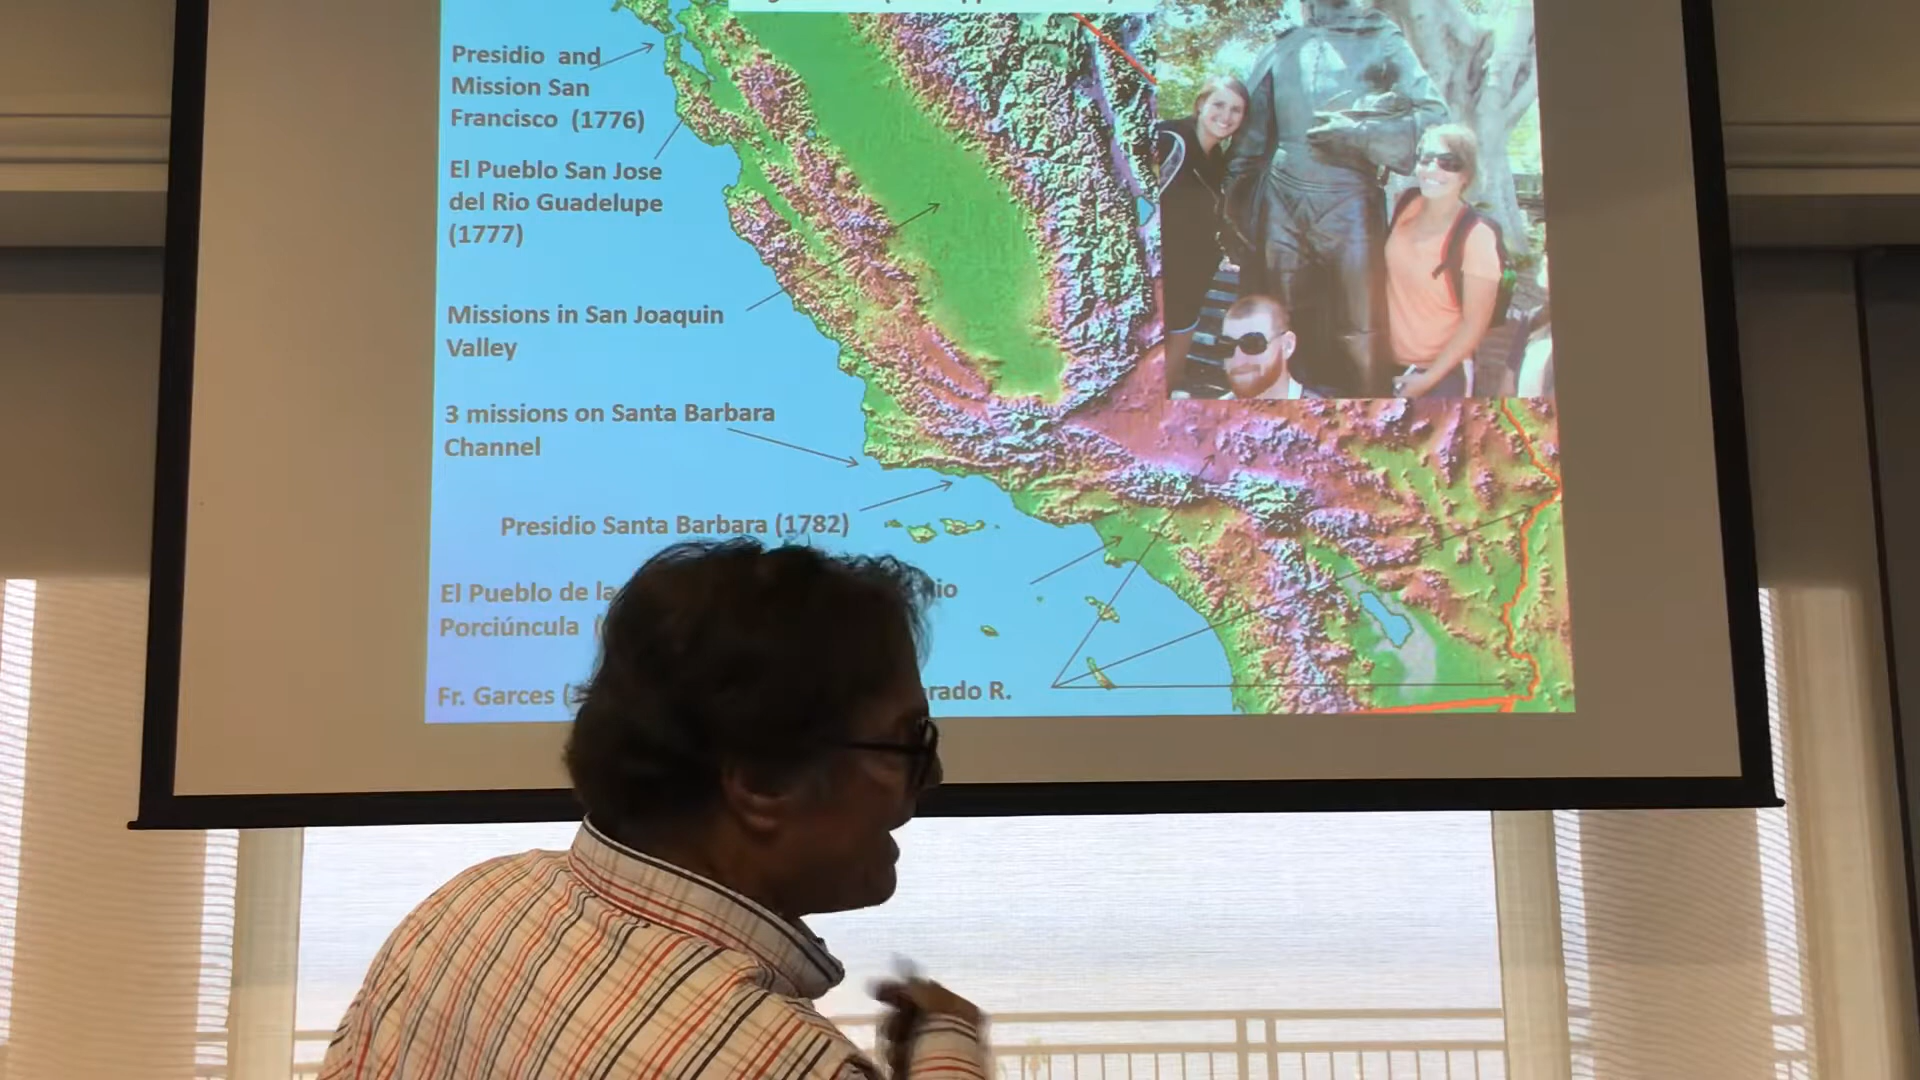 Presidio and
Mission San
Francisco (1776)
El Pueblo San Jose
del Rio Guadelupe
(1777)
Missions in San Joaquin
Valley
3 missions on Santa Barbara
Channel
Presidio Santa Barbara (1782)
El Pueblo de la
Porciúncula
Fr. Garces
R.